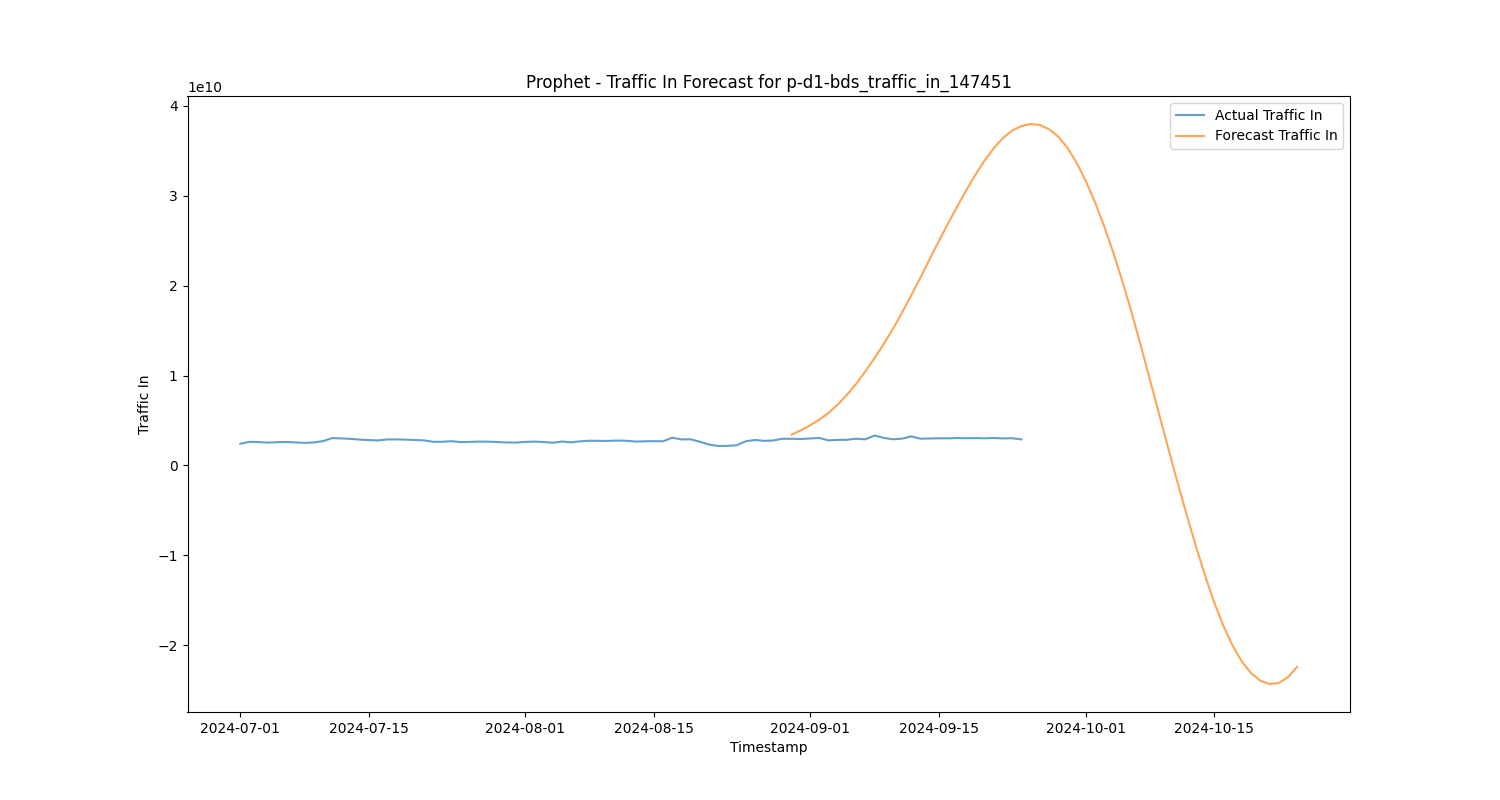 Prophet - Traffic In Forecast for p-d1-bds_traffic_in_147451
1e10
Actual Traffic In
Forecast Traffic In
4
3
2
1
0
−1
−2
Traffic In
2024-07-01 2024-07-15 2024-08-01 2024-08-15 2024-09-01 2024-09-15 2024-10-01 2024-10-15
Timestamp